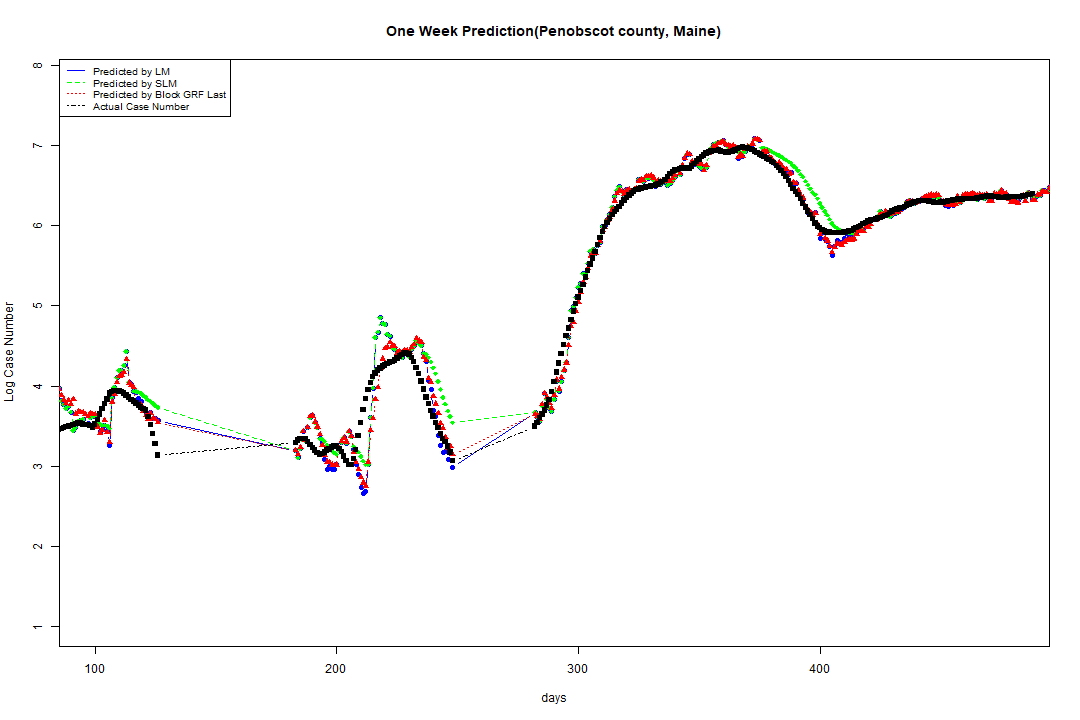 One Week Prediction(Penobscot county, Maine)
Predicted by LM
Predicted by SLM
Predicted by Block GRF Last
Actual Case Number
Log Case Number
8
7
6
5
4
3
2
1
100 200 300 400
days